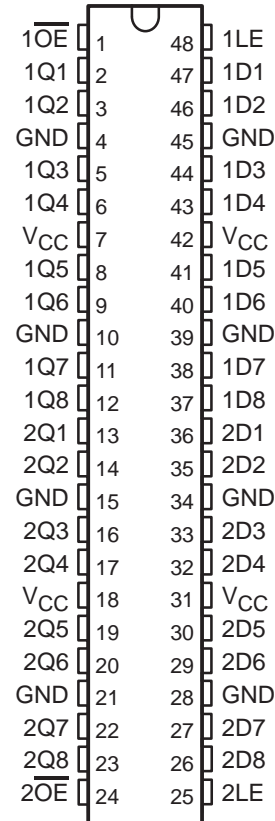 1O̅E̅ 1 48 1LE
1Q1 2 47 1D1
1Q2 3 46 1D2
GND 4 45 GND
1Q3 5 44 1D3
1Q4 6 43 1D4
VCC 7 42 VCC
1Q5 8 41 1D5
1Q6 9 40 1D6
GND 10 39 GND
1Q7 11 38 1D7
1Q8 12 37 1D8
2Q1 13 36 2D1
2Q2 14 35 2D2
GND 15 34 GND
2Q3 16 33 2D3
2Q4 17 32 2D4
VCC 18 31 VCC
2Q5 19 30 2D5
2Q6 20 29 2D6
GND 21 28 GND
2Q7 22 27 2D7
2Q8 23 26 2D8
2O̅E̅ 24 25 2LE